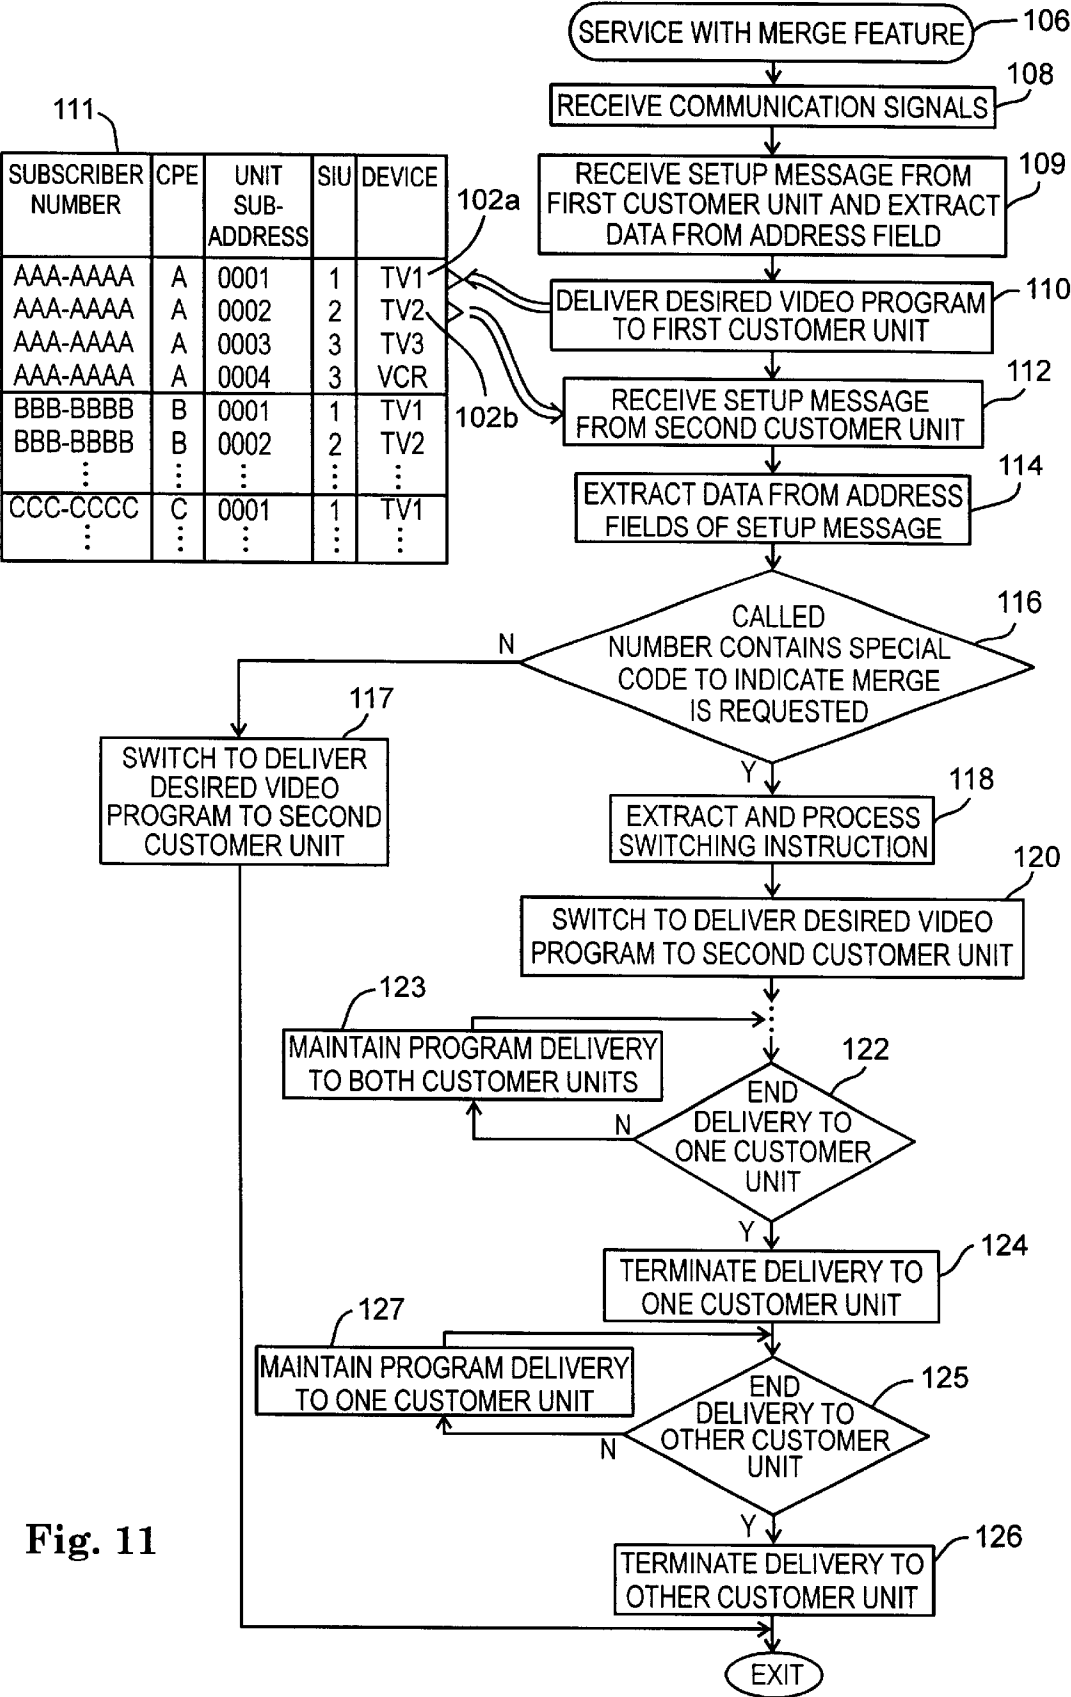 SERVICE WITH MERGE FEATURE
106
RECEIVE COMMUNICATION SIGNALS
108
RECEIVE SETUP MESSAGE FROM
FIRST CUSTOMER UNIT AND EXTRACT
DATA FROM ADDRESS FIELD
109
DELIVER DESIRED VIDEO PROGRAM
TO FIRST CUSTOMER UNIT
110
111
SUBSCRIBER NUMBER CPE UNIT SUB-ADDRESS SIU DEVICE
AAA-AAAA A 0001 1 TV1
AAA-AAAA A 0002 2 TV2
AAA-AAAA A 0003 3 TV3
AAA-AAAA A 0004 3 VCR
BBB-BBBB B 0001 1 TV1
BBB-BBBB B 0002 2 TV2
CCC-CCCC C 0001 1 TV1
102a
102b
RECEIVE SETUP MESSAGE
FROM SECOND CUSTOMER UNIT
112
EXTRACT DATA FROM ADDRESS
FIELDS OF SETUP MESSAGE
114
CALLED
NUMBER CONTAINS SPECIAL
CODE TO INDICATE MERGE
IS REQUESTED
116
N
Y
117
SWITCH TO DELIVER
DESIRED VIDEO
PROGRAM TO SECOND
CUSTOMER UNIT
EXTRACT AND PROCESS
SWITCHING INSTRUCTION
118
SWITCH TO DELIVER DESIRED VIDEO
PROGRAM TO SECOND CUSTOMER UNIT
120
123
MAINTAIN PROGRAM DELIVERY
TO BOTH CUSTOMER UNITS
END
DELIVERY TO
ONE CUSTOMER
UNIT
122
N
Y
TERMINATE DELIVERY TO
ONE CUSTOMER UNIT
124
127
MAINTAIN PROGRAM DELIVERY
TO ONE CUSTOMER UNIT
END
DELIVERY TO
OTHER CUSTOMER
UNIT
125
N
Y
TERMINATE DELIVERY TO
OTHER CUSTOMER UNIT
126
EXIT
Fig. 11